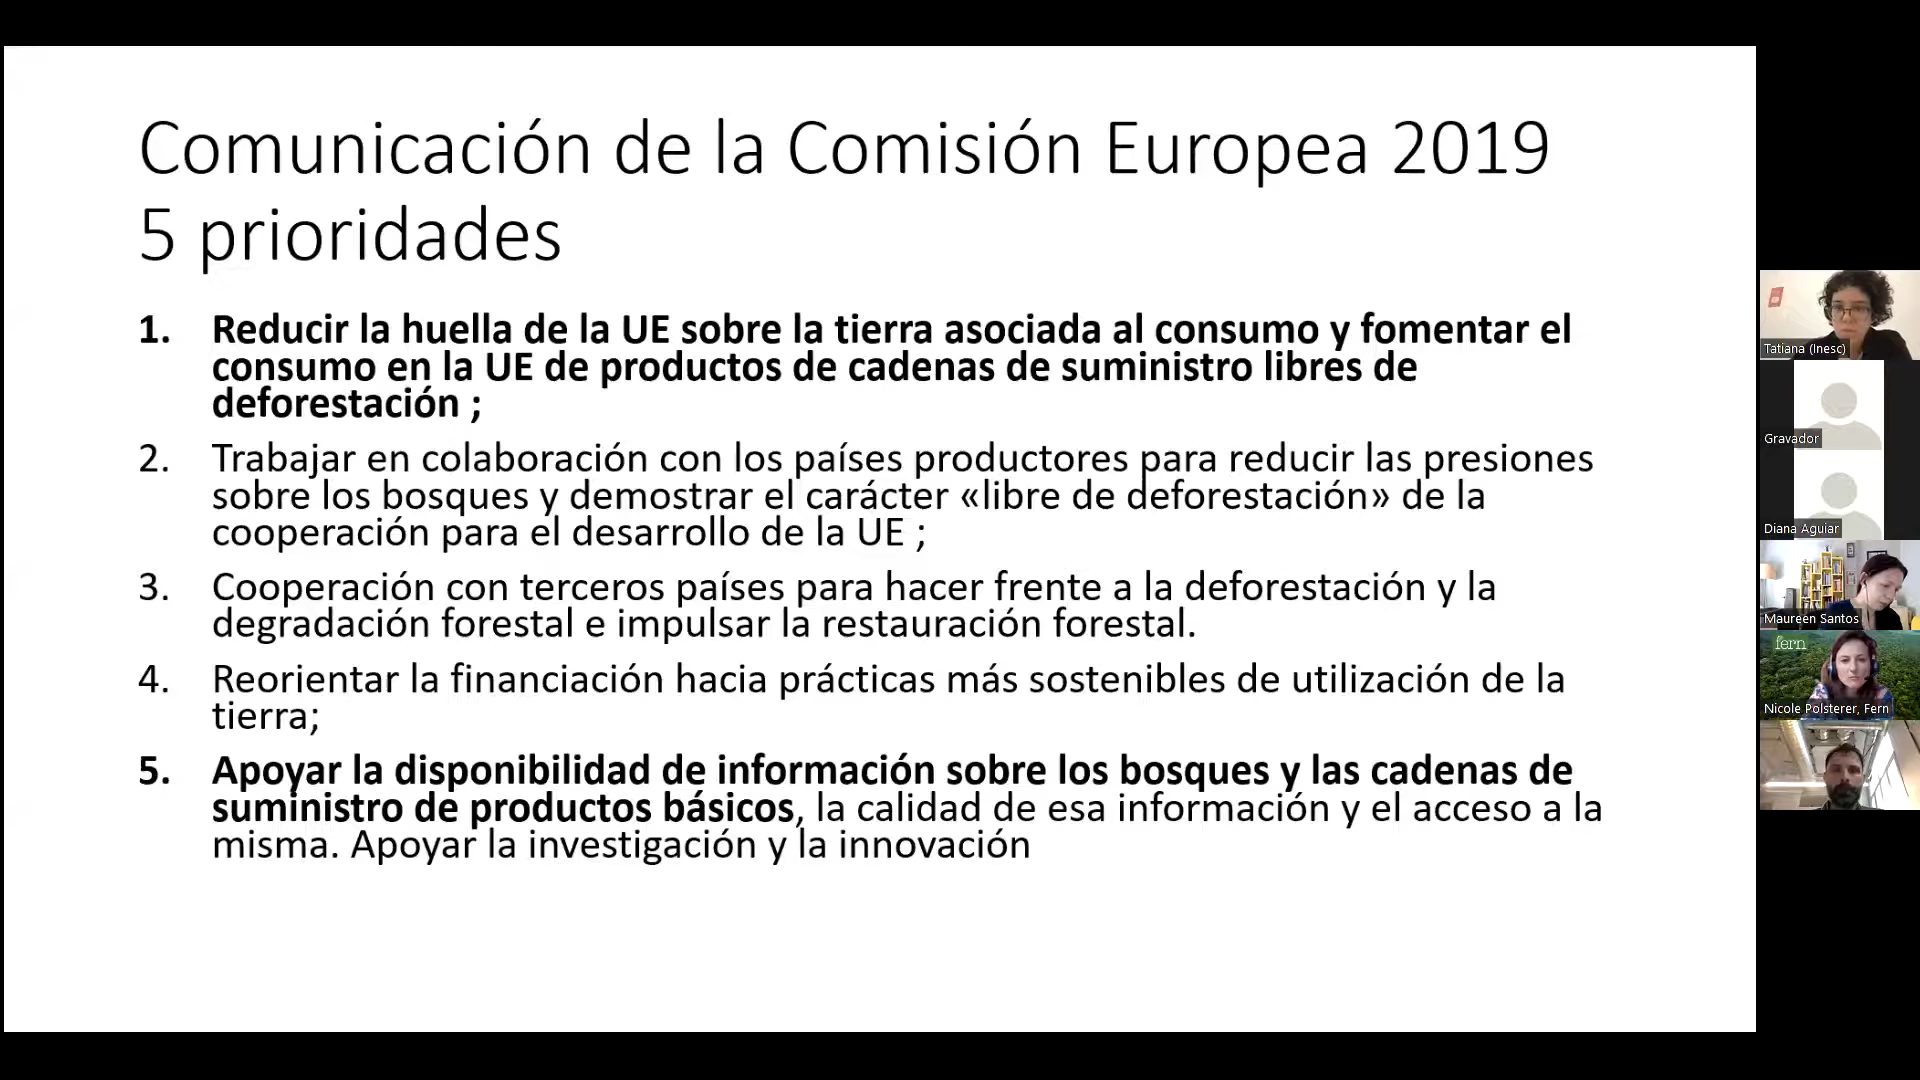 Comunicación de la Comisión Europea 2019
5 prioridades
1. Reducir la huella de la UE sobre la tierra asociada al consumo y fomentar el
consumo en la UE de productos de cadenas de suministro libres de
deforestación ;
2. Trabajar en colaboración con los países productores para reducir las presiones
sobre los bosques y demostrar el carácter «libre de deforestación» de la
cooperación para el desarrollo de la UE ;
3. Cooperación con terceros países para hacer frente a la deforestación y la
degradación forestal e impulsar la restauración forestal.
4. Reorientar la financiación hacia prácticas más sostenibles de utilización de la
tierra;
5. Apoyar la disponibilidad de información sobre los bosques y las cadenas de
suministro de productos básicos, la calidad de esa información y el acceso a la
misma. Apoyar la investigación y la innovación
Tatiana (Inesc)
Gravador
Diana Aguiar
Maureen Santos
fern
Nicole Polsterer, Fern